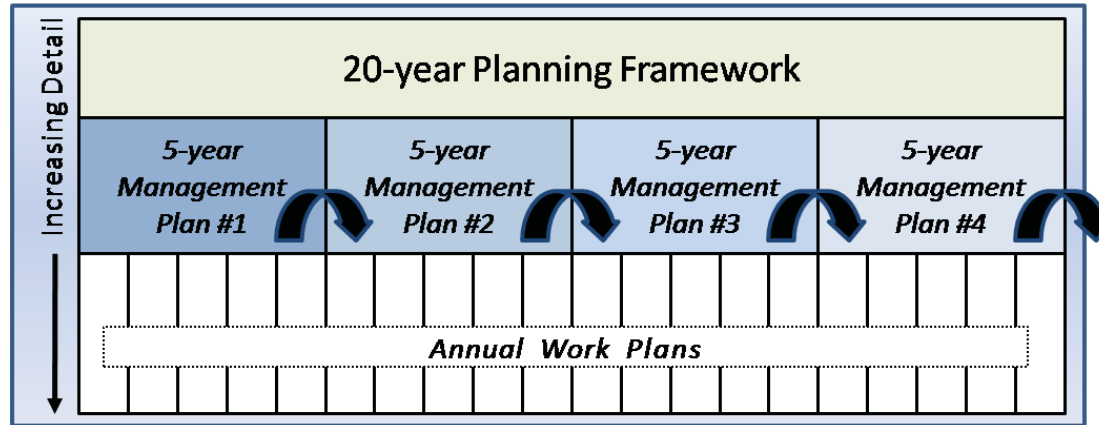 Increasing Detail
20-year Planning Framework
5-year
Management
Plan #1
5-year
Management
Plan #2
5-year
Management
Plan #3
5-year
Management
Plan #4
Annual Work Plans